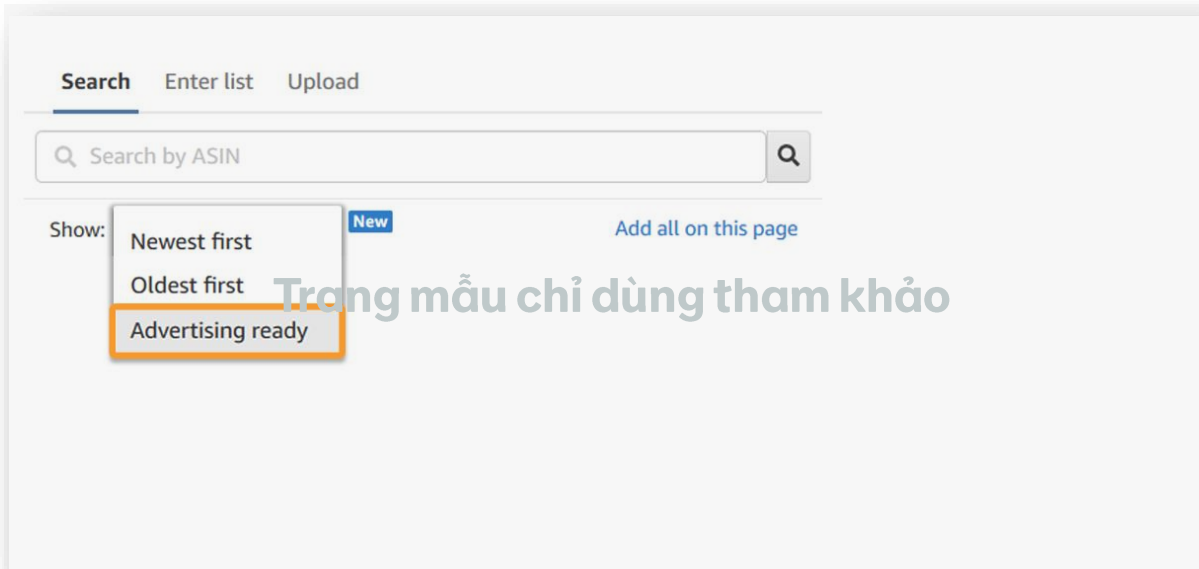 Search Enter list Upload
Search by ASIN
Show: New Add all on this page
Newest first
Oldest first
Trang mẫu chỉ dùng tham khảo
Advertising ready